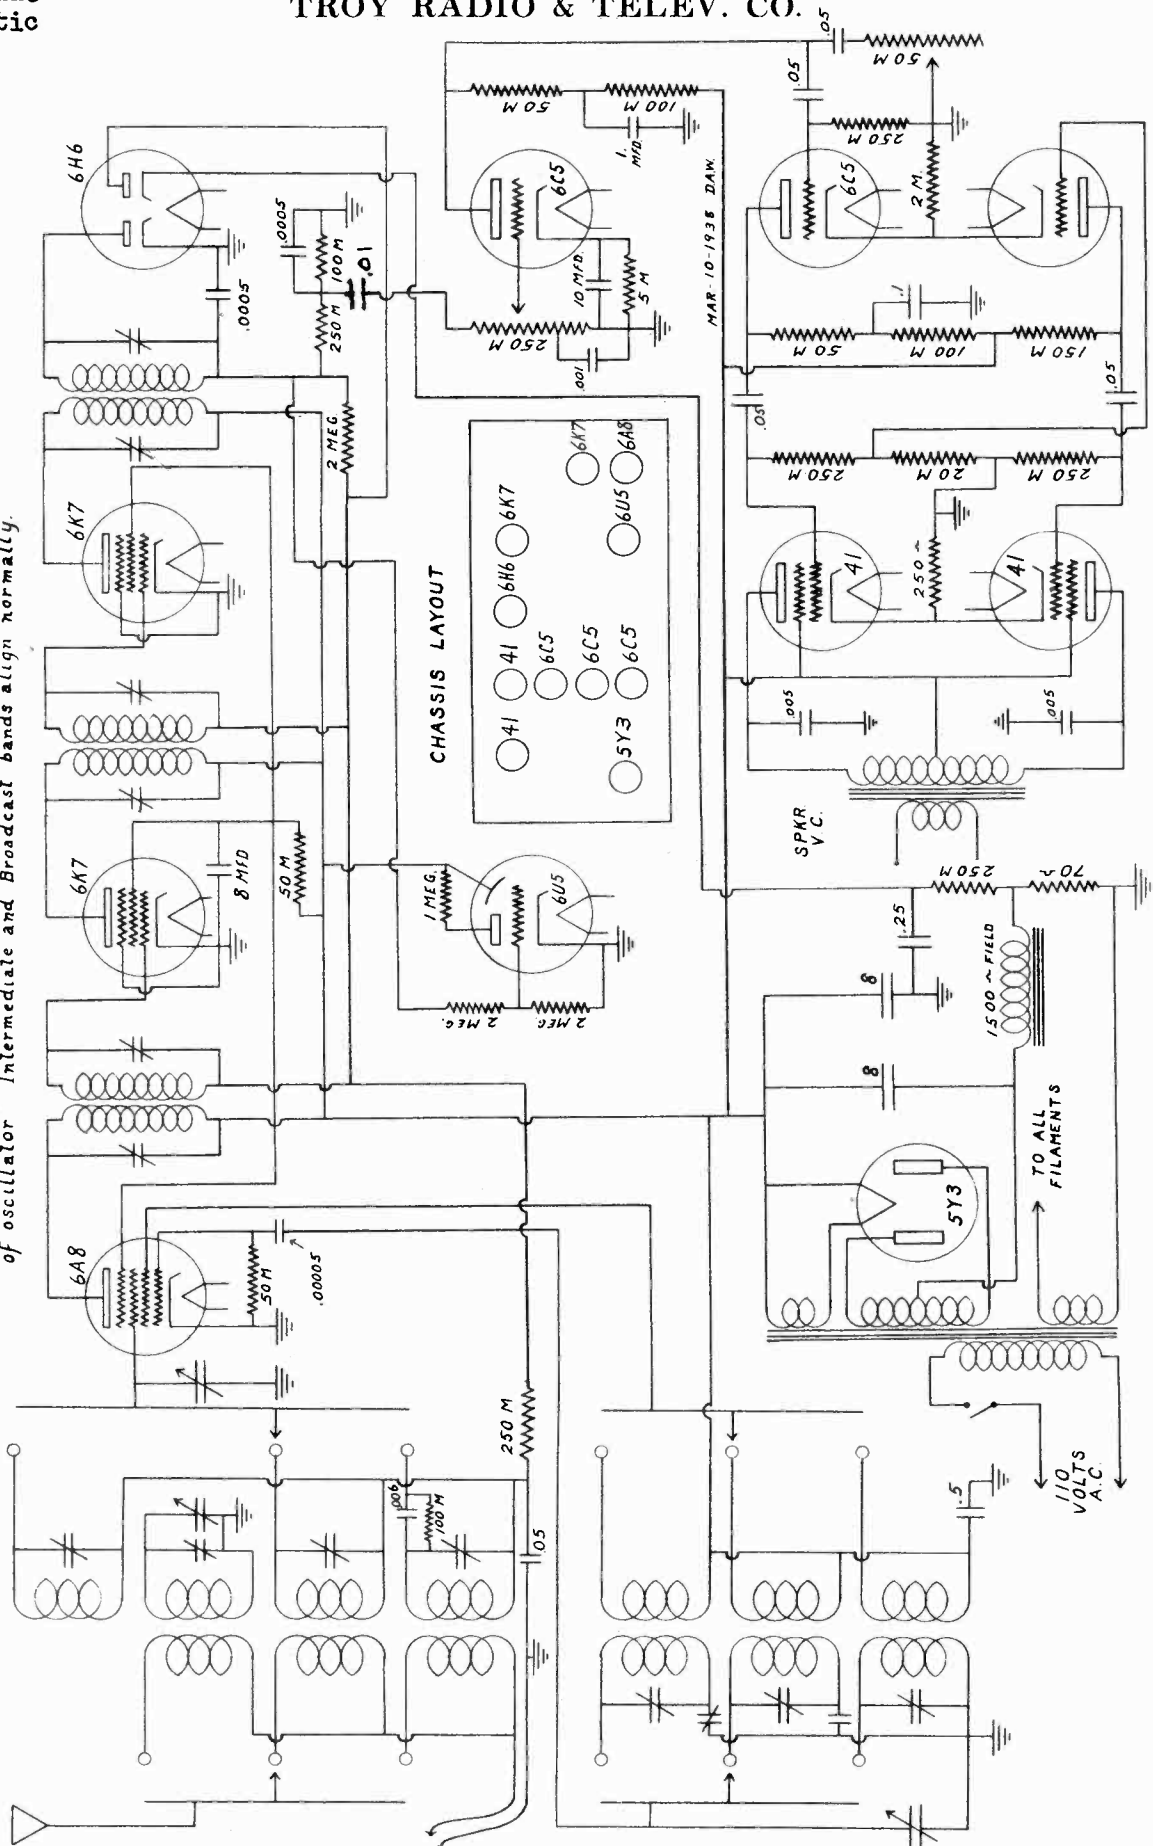 TROY RADIO & TELEV. CO.
tic
of oscillator Intermediate and Broadcast bands align normally.
6H6
6K7
6K7
6A8
.0005
.0005
100 M
250 M
.01
2 MEG.
50 M
100 M
1. MFD.
6C5
10 MFD.
5 M
250 M
.001
MAR-10-1938 DAW.
.05
50 M
.05
250 M
6C5
2 M.
.1
50 M
100 M
150 M
.05
.05
250 M
20 M
250 M
41
250 ~
41
.005
.005
SPKR.
V.C.
CHASSIS LAYOUT
41
41
6H6
6K7
6K7
6C5
6C5
6C5
5Y3
6U5
6A8
8 MFD
50 M
1 MEG.
6U5
2 MEG.
2 MEG.
250 M
70 ~
.25
8
8
1500 ~ FIELD
TO ALL
FILAMENTS
5Y3
50 M
.00005
250 M
.006
100 M
.05
.5
110
VOLTS
A.C.